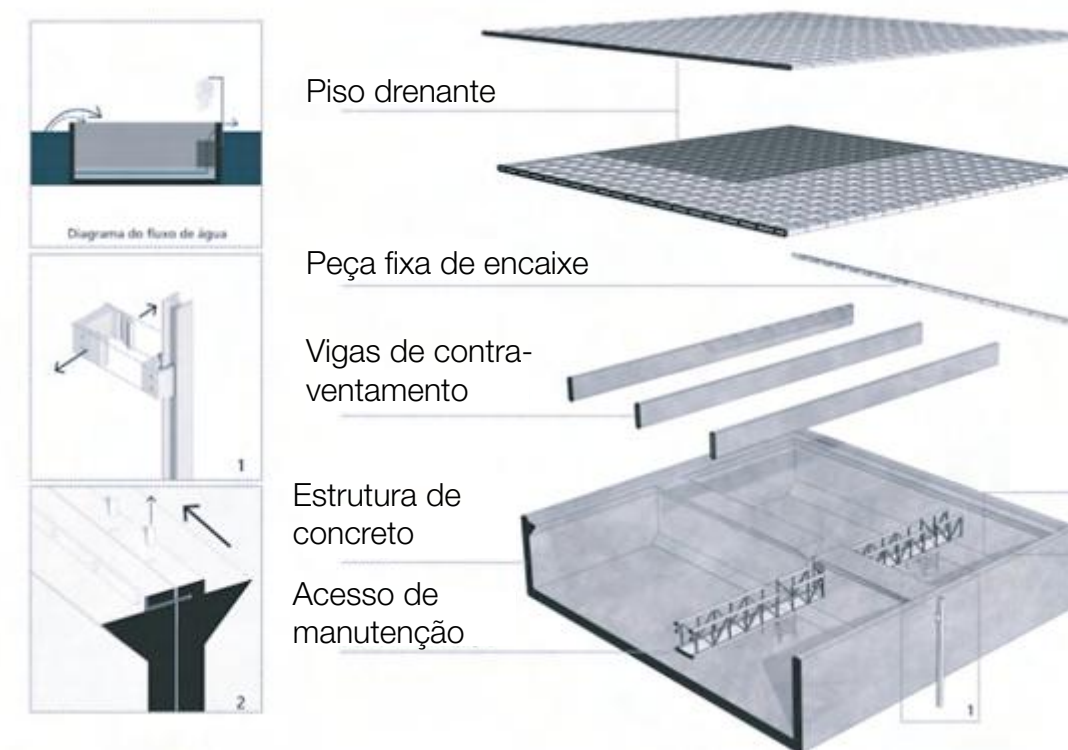 Piso drenante
Diagrama do fluxo de água
Peça fixa de encaixe
Vigas de contra-
ventamento
1
Estrutura de
concreto
Acesso de
manutenção
2
1